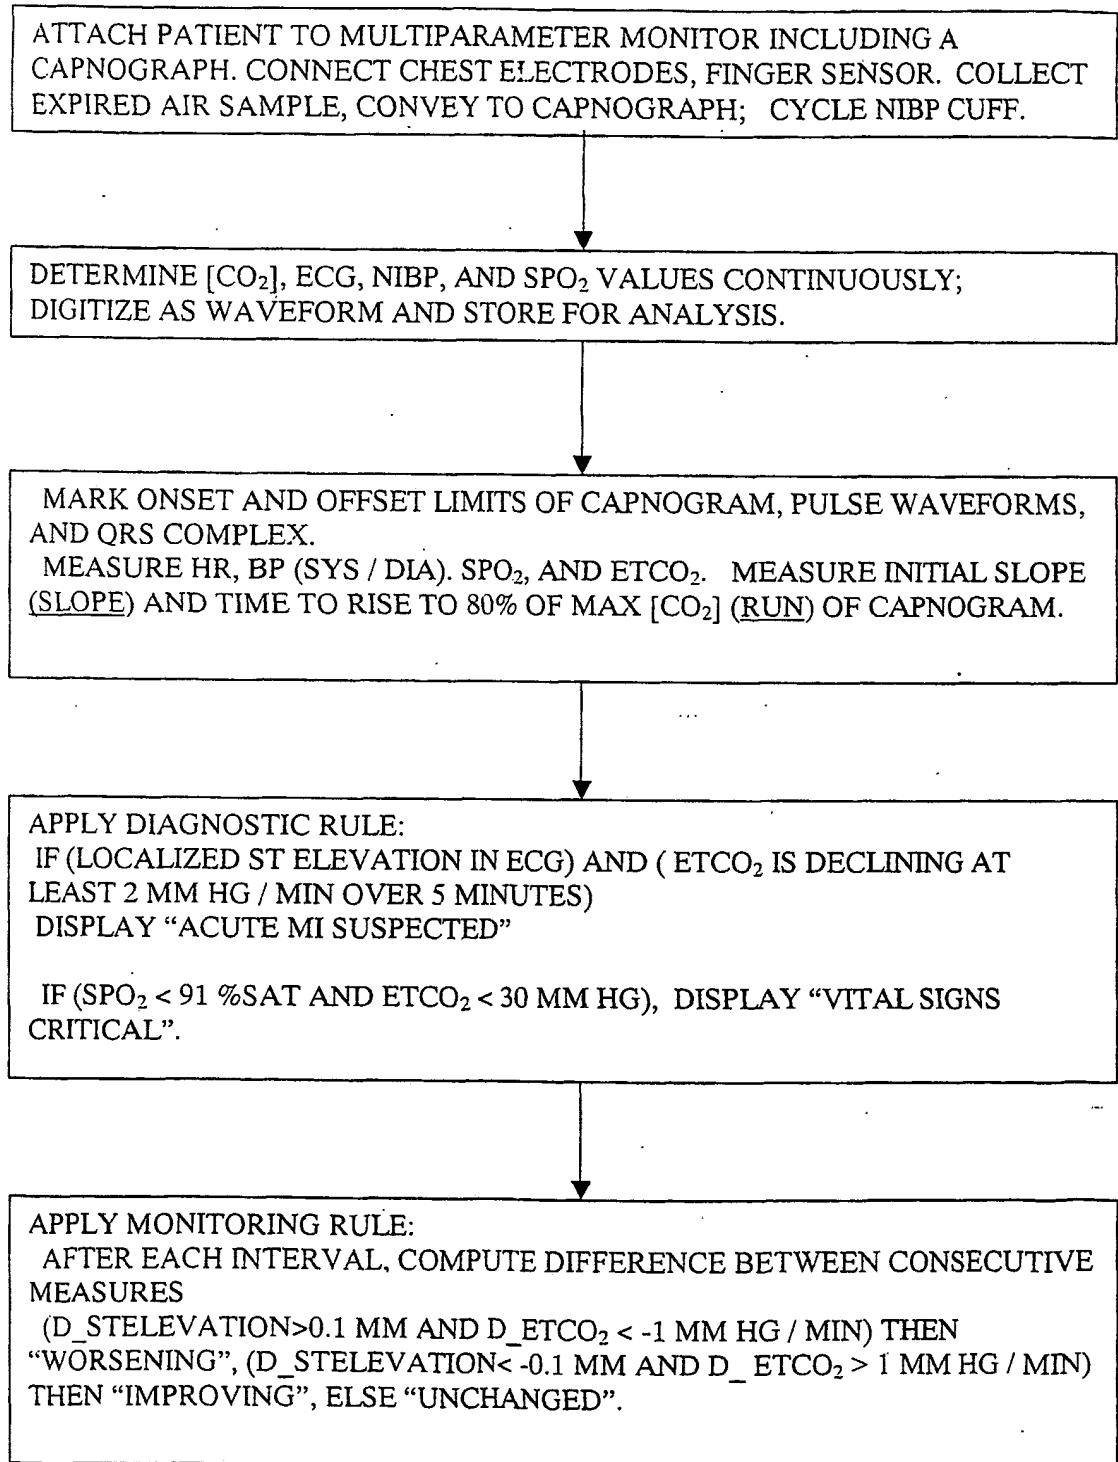 ATTACH PATIENT TO MULTIPARAMETER MONITOR INCLUDING A
CAPNOGRAPH. CONNECT CHEST ELECTRODES, FINGER SENSOR. COLLECT
EXPIRED AIR SAMPLE, CONVEY TO CAPNOGRAPH; CYCLE NIBP CUFF.
DETERMINE [CO₂], ECG, NIBP, AND SPO₂ VALUES CONTINUOUSLY;
DIGITIZE AS WAVEFORM AND STORE FOR ANALYSIS.
MARK ONSET AND OFFSET LIMITS OF CAPNOGRAM, PULSE WAVEFORMS,
AND QRS COMPLEX.
MEASURE HR, BP (SYS / DIA). SPO₂, AND ETCO₂. MEASURE INITIAL SLOPE
(SLOPE) AND TIME TO RISE TO 80% OF MAX [CO₂] (RUN) OF CAPNOGRAM.
APPLY DIAGNOSTIC RULE:
IF (LOCALIZED ST ELEVATION IN ECG) AND ( ETCO₂ IS DECLINING AT
LEAST 2 MM HG / MIN OVER 5 MINUTES)
DISPLAY “ACUTE MI SUSPECTED”
IF (SPO₂ < 91 %SAT AND ETCO₂ < 30 MM HG), DISPLAY “VITAL SIGNS
CRITICAL”.
APPLY MONITORING RULE:
AFTER EACH INTERVAL, COMPUTE DIFFERENCE BETWEEN CONSECUTIVE
MEASURES
(D_STELEVATION>0.1 MM AND D_ETCO₂ < -1 MM HG / MIN) THEN
“WORSENING”, (D_STELEVATION< -0.1 MM AND D_ ETCO₂ > 1 MM HG / MIN)
THEN “IMPROVING”, ELSE “UNCHANGED”.